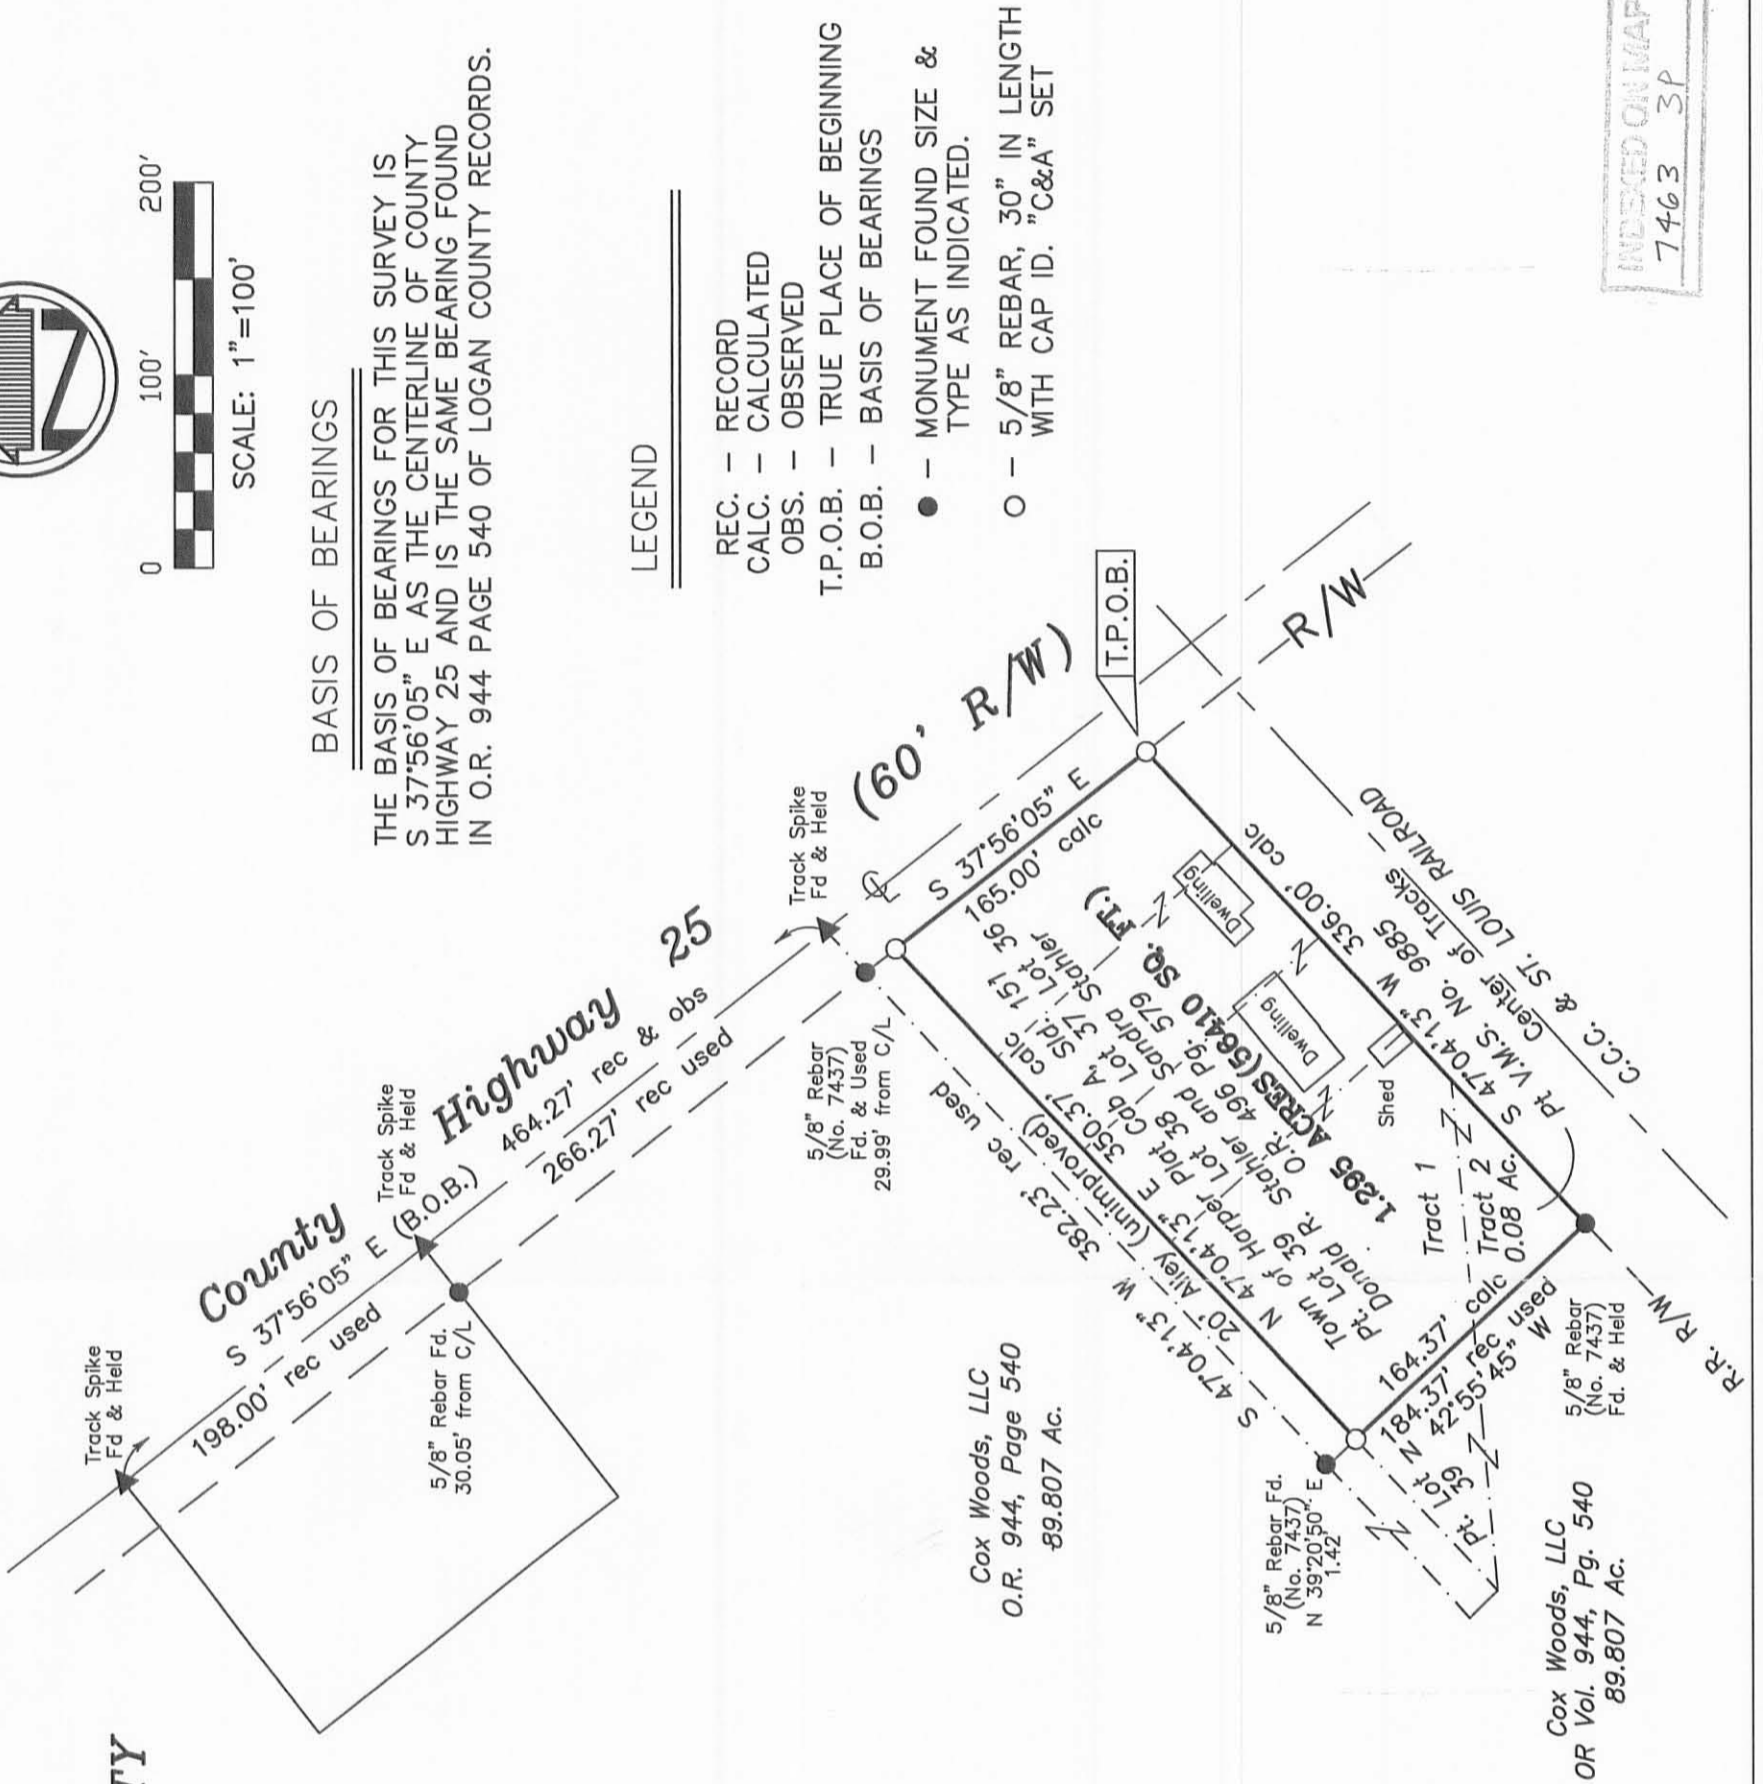 TY
0 100' 200'
SCALE: 1"=100'
BASIS OF BEARINGS
THE BASIS OF BEARINGS FOR THIS SURVEY IS
S 37°56'05" E AS THE CENTERLINE OF COUNTY
HIGHWAY 25 AND IS THE SAME BEARING FOUND
IN O.R. 944 PAGE 540 OF LOGAN COUNTY RECORDS.
LEGEND
REC. – RECORD
CALC. – CALCULATED
OBS. – OBSERVED
T.P.O.B. – TRUE PLACE OF BEGINNING
B.O.B. – BASIS OF BEARINGS
– MONUMENT FOUND SIZE &
TYPE AS INDICATED.
– 5/8" REBAR, 30" IN LENGTH
WITH CAP ID. "C&A" SET
Track Spike
Fd & Held
County Highway 25
(60' R/W)
S 37°56'05" E (B.O.B.)
198.00' rec used
Track Spike
Fd & Held
464.27' rec & obs
266.27' rec used
5/8" Rebar Fd.
30.05' from C/L
Track Spike
Fd & Held
5/8" Rebar
(No. 7437)
Fd. & Used
29.99' from C/L
S 37°56'05" E
165.00' calc
T.P.O.B.
R/W
S 47°04'13" W 382.23' rec used
20' Alley (unimproved)
N 47°04'13" E 350.37' calc
Town of Harper Plat Cab A, Sld. 151
Pt. Lot 39 Lot 38 Lot 37 Lot 36
Donald R. Stahler and Sandra Stahler
O.R. 496 Pg. 579
1.295 ACRES(56410 SQ. FT.)
Dwelling
Dwelling
Shed
Tract 1
Tract 2
0.08 Ac.
S 47°04'13" W 336.00' calc
Pt V.M.S. No. 9885
Center of Tracks
C.C.C. & ST. LOUIS RAILROAD
164.37' calc
184.37' rec used
N 42°55'45" W
Pt. Lot 39
5/8" Rebar
(No. 7437)
Fd. & Held
R.R. R/W
5/8" Rebar Fd.
(No. 7437)
N 39°20'50" E
1.42'
Cox Woods, LLC
O.R. 944, Page 540
89.807 Ac.
Cox Woods, LLC
OR Vol. 944, Pg. 540
89.807 Ac.
INDEXED ON MAP
7463 3P